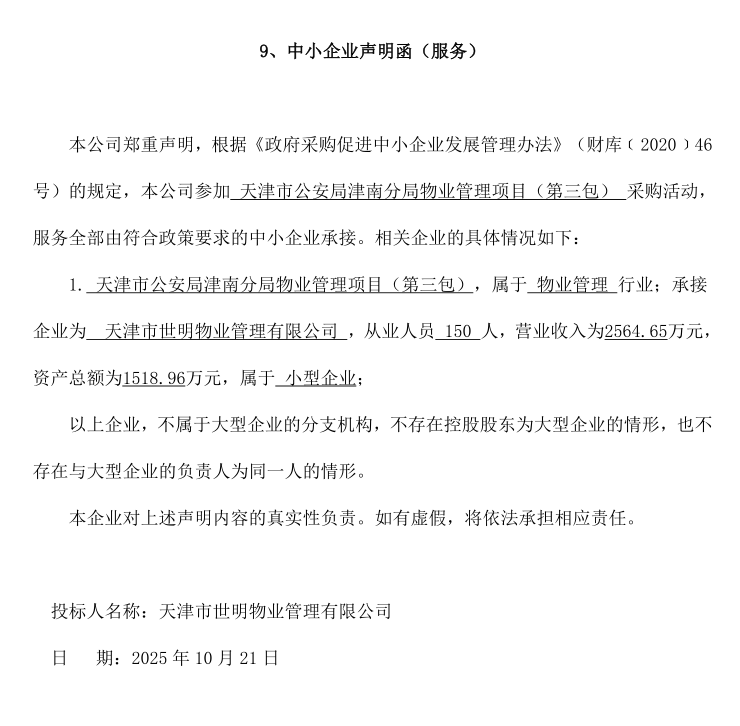 9、中小企业声明函（服务）
本公司郑重声明，根据《政府采购促进中小企业发展管理办法》（财库﹝2020﹞46
号）的规定，本公司参加 天津市公安局津南分局物业管理项目（第三包） 采购活动，
服务全部由符合政策要求的中小企业承接。相关企业的具体情况如下：
1. 天津市公安局津南分局物业管理项目（第三包），属于 物业管理 行业；承接
企业为 天津市世明物业管理有限公司 ，从业人员 150 人，营业收入为2564.65万元，
资产总额为1518.96万元，属于 小型企业；
以上企业，不属于大型企业的分支机构，不存在控股股东为大型企业的情形，也不
存在与大型企业的负责人为同一人的情形。
本企业对上述声明内容的真实性负责。如有虚假，将依法承担相应责任。
投标人名称：天津市世明物业管理有限公司
日 期：2025 年 10 月 21 日